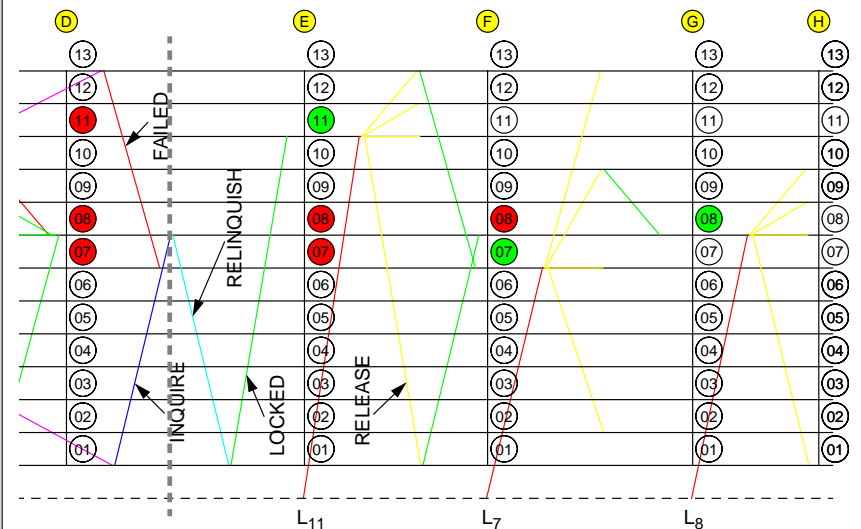 D E F G H
13 13 13 13 13
12 12 12 12 12
11 11 11 11 11
10 10 10 10 10
09 09 09 09 09
08 08 08 08 08
07 07 07 07 07
06 06 06 06 06
05 05 05 05 05
04 04 04 04 04
03 03 03 03 03
02 02 02 02 02
01 01 01 01 01
FAILED
RELINQUISH
INQUIRE
LOCKED
RELEASE
L11 L7 L8